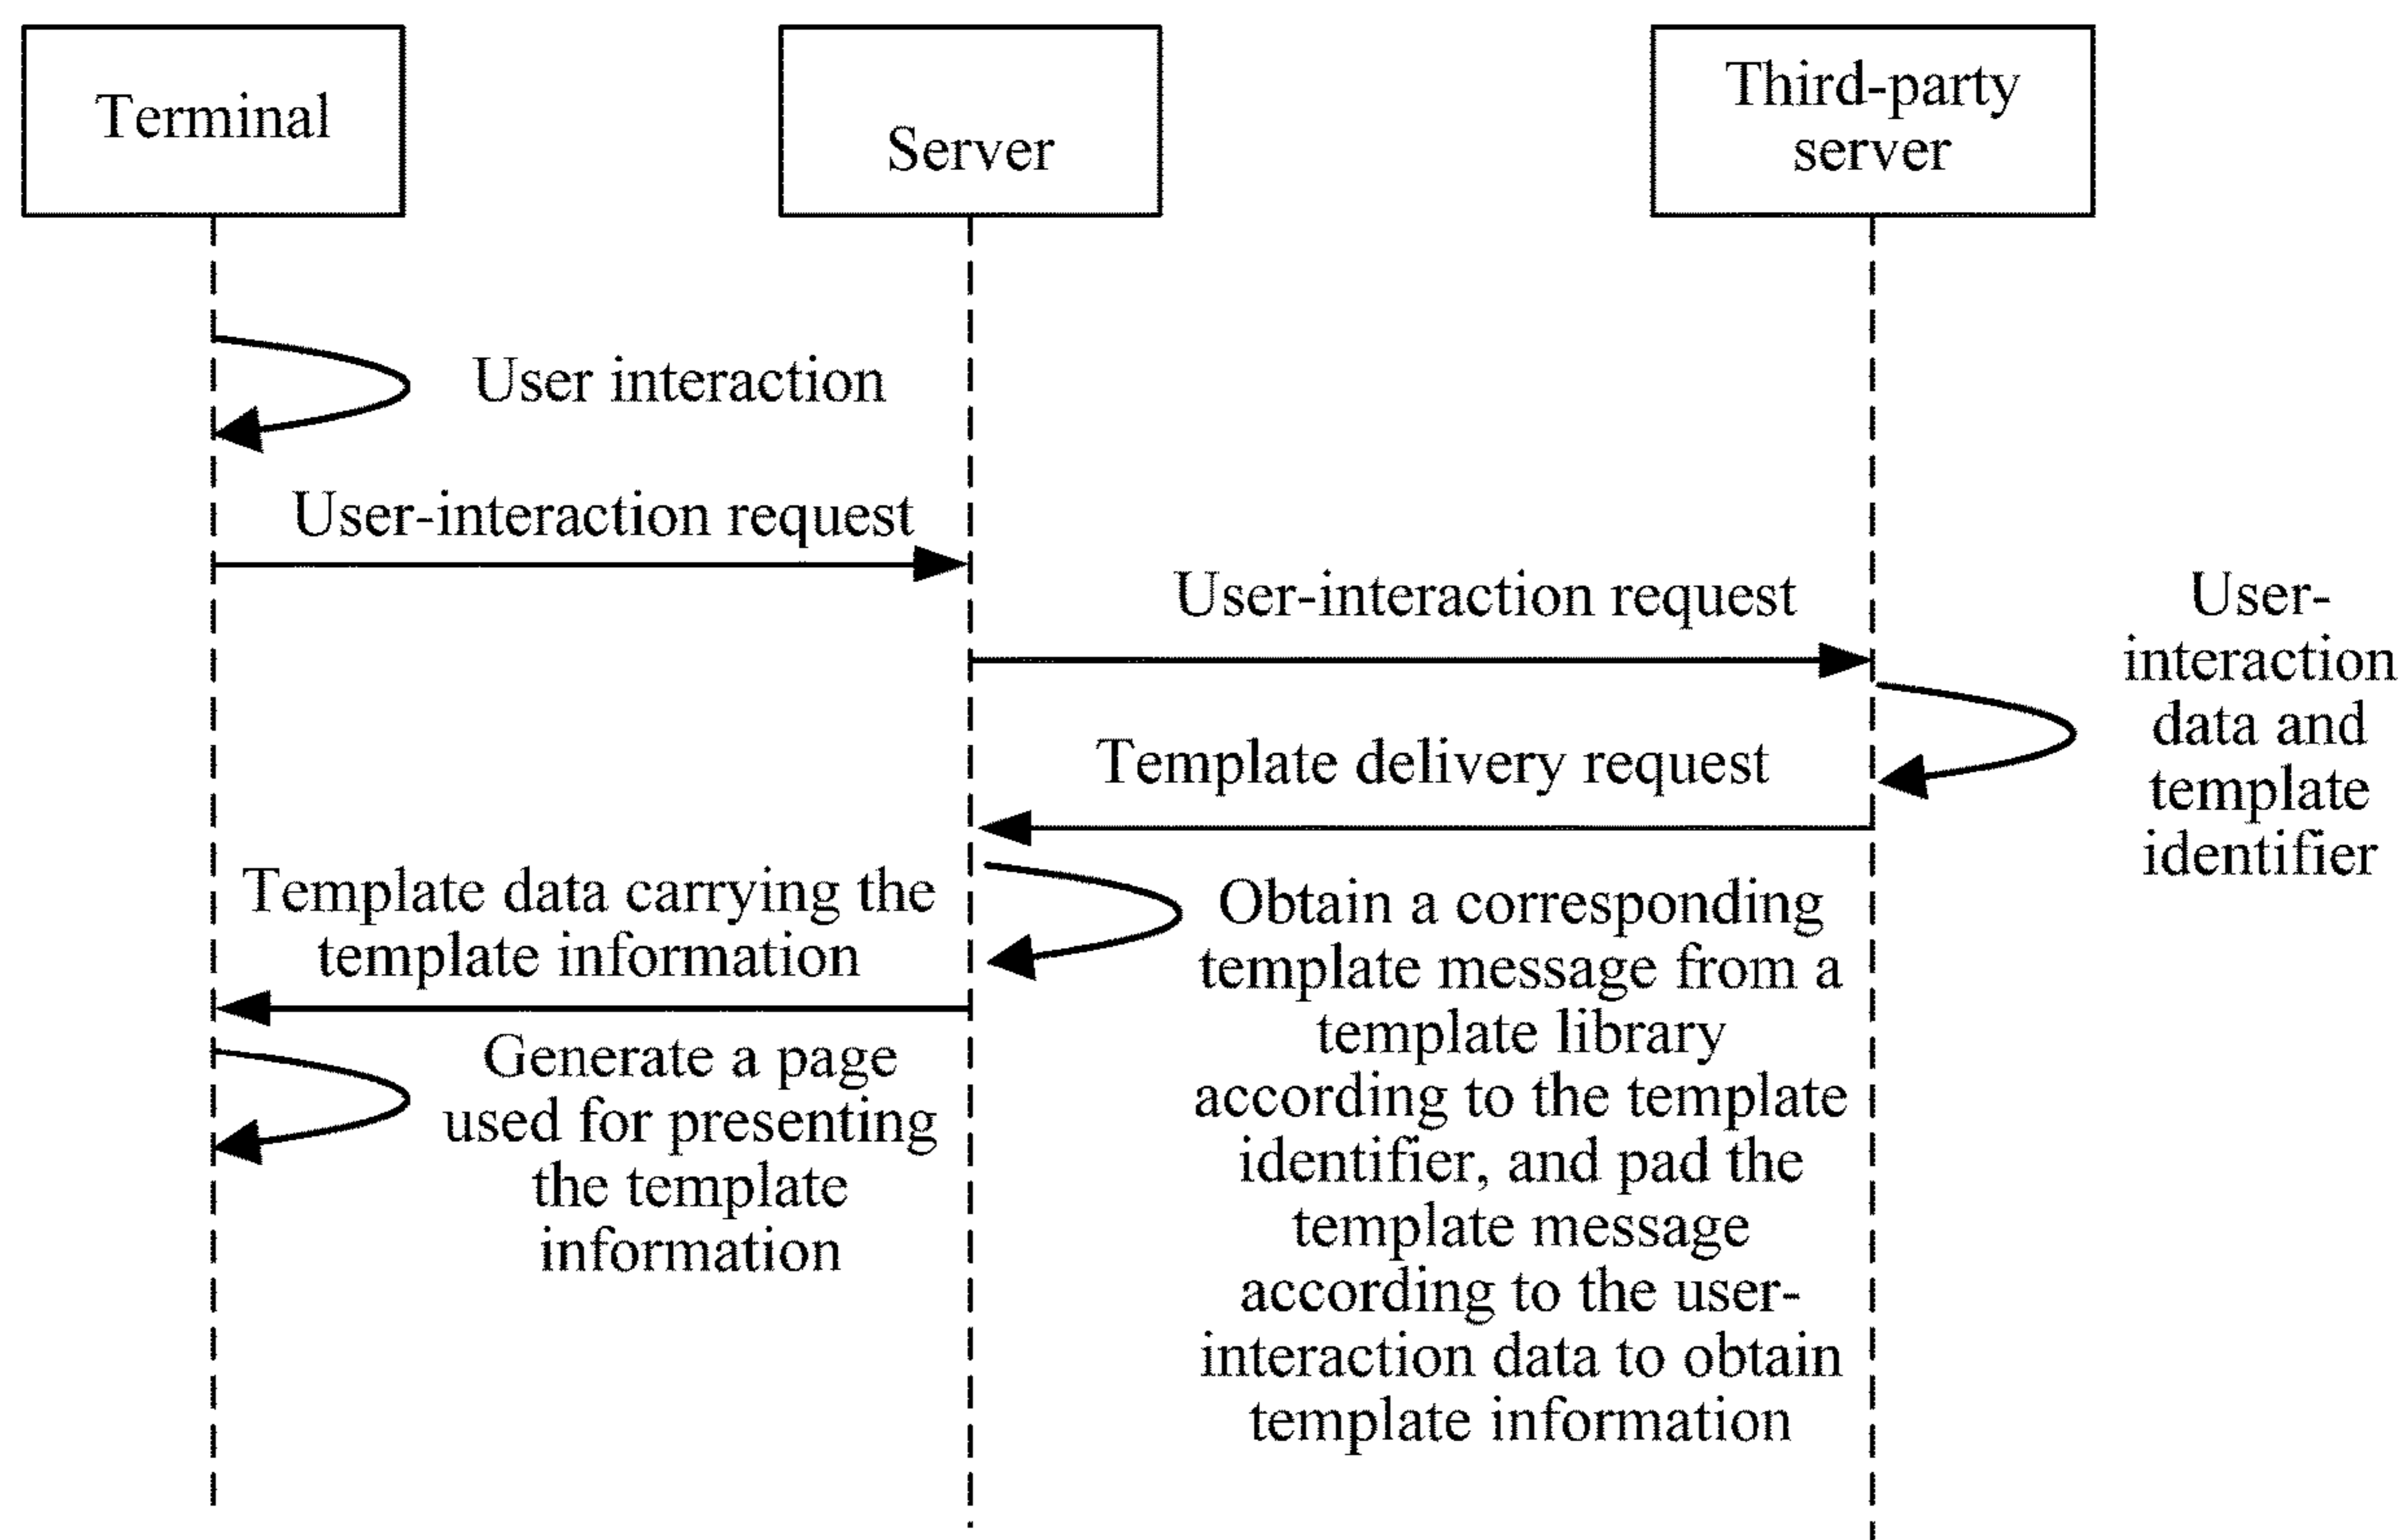 Terminal
Server
Third-party
server
User interaction
User-interaction request
User-interaction request
User-
interaction
data and
template
identifier
Template delivery request
Template data carrying the
template information
Obtain a corresponding
template message from a
template library
according to the template
identifier, and pad the
template message
according to the user-
interaction data to obtain
template information
Generate a page
used for presenting
the template
information